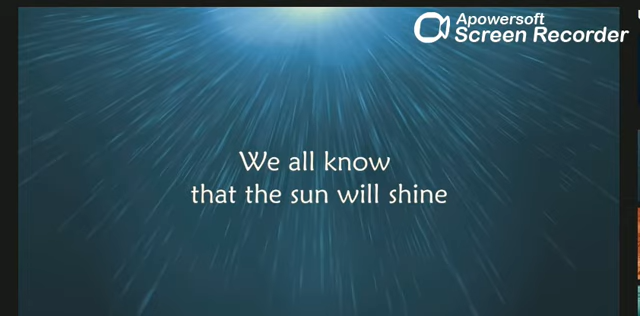 Apowersoft
Screen Recorder
We all know
that the sun will shine